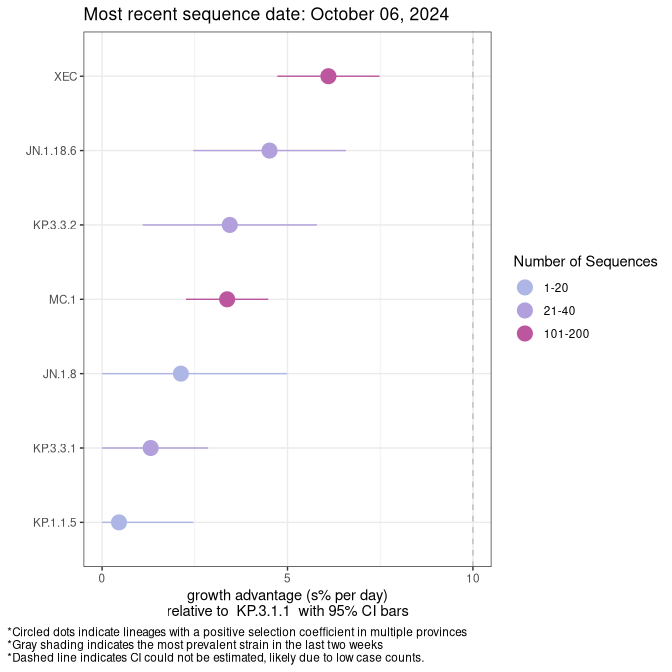 Most recent sequence date: October 06, 2024
XEC
JN.1.18.6
KP.3.3.2
MC.1
JN.1.8
KP.3.3.1
KP.1.1.5
0 5 10
growth advantage (s% per day)
relative to KP.3.1.1 with 95% CI bars
Number of Sequences
1-20
21-40
101-200
*Circled dots indicate lineages with a positive selection coefficient in multiple provinces
*Gray shading indicates the most prevalent strain in the last two weeks
*Dashed line indicates CI could not be estimated, likely due to low case counts.